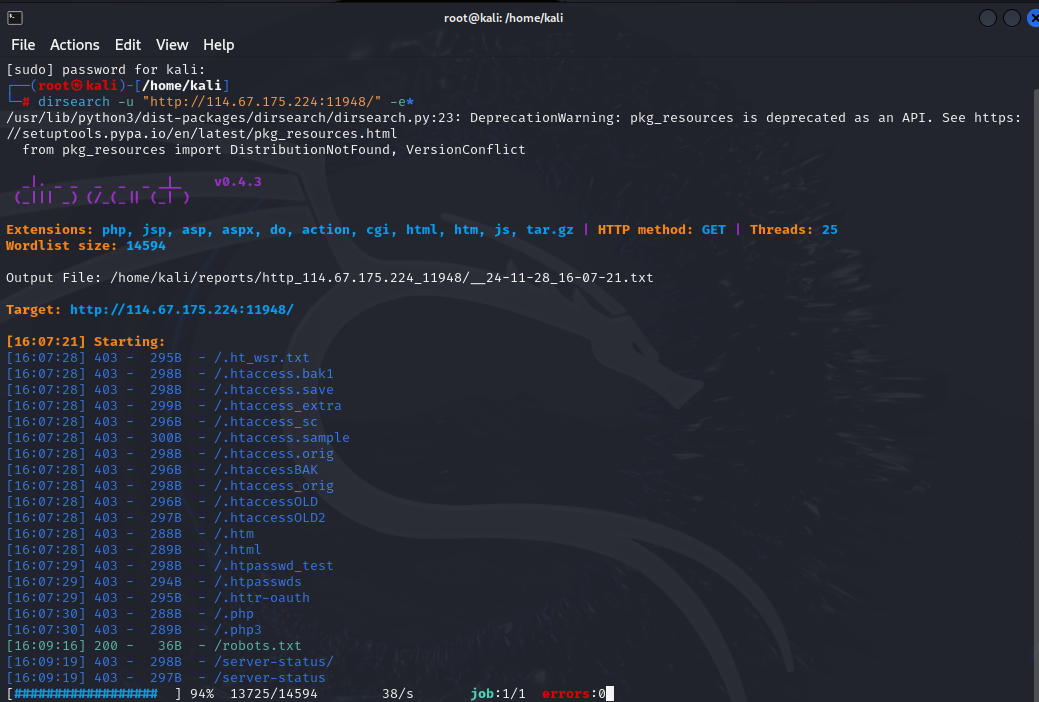 root@kali: /home/kali
File Actions Edit View Help
[sudo] password for kali:
┌──(root㉿kali)-[/home/kali]
└─# dirsearch -u "http://114.67.175.224:11948/" -e*
/usr/lib/python3/dist-packages/dirsearch/dirsearch.py:23: DeprecationWarning: pkg_resources is deprecated as an API. See https:
//setuptools.pypa.io/en/latest/pkg_resources.html
  from pkg_resources import DistributionNotFound, VersionConflict
  _|. _ _  _  _  _ _|_    v0.4.3
 (_||| _) (/_(_|| (_| )
Extensions: php, jsp, asp, aspx, do, action, cgi, html, htm, js, tar.gz | HTTP method: GET | Threads: 25
Wordlist size: 14594
Output File: /home/kali/reports/http_114.67.175.224_11948/__24-11-28_16-07-21.txt
Target: http://114.67.175.224:11948/
[16:07:21] Starting:
[16:07:28] 403 -  295B  - /.ht_wsr.txt
[16:07:28] 403 -  298B  - /.htaccess.bak1
[16:07:28] 403 -  298B  - /.htaccess.save
[16:07:28] 403 -  299B  - /.htaccess_extra
[16:07:28] 403 -  296B  - /.htaccess_sc
[16:07:28] 403 -  300B  - /.htaccess.sample
[16:07:28] 403 -  298B  - /.htaccess.orig
[16:07:28] 403 -  296B  - /.htaccessBAK
[16:07:28] 403 -  298B  - /.htaccess_orig
[16:07:28] 403 -  296B  - /.htaccessOLD
[16:07:28] 403 -  297B  - /.htaccessOLD2
[16:07:28] 403 -  288B  - /.htm
[16:07:28] 403 -  289B  - /.html
[16:07:29] 403 -  298B  - /.htpasswd_test
[16:07:29] 403 -  294B  - /.htpasswds
[16:07:29] 403 -  295B  - /.httr-oauth
[16:07:30] 403 -  288B  - /.php
[16:07:30] 403 -  289B  - /.php3
[16:09:16] 200 -   36B  - /robots.txt
[16:09:19] 403 -  298B  - /server-status/
[16:09:19] 403 -  297B  - /server-status
[##################  ] 94%  13725/14594        38/s       job:1/1  errors:0